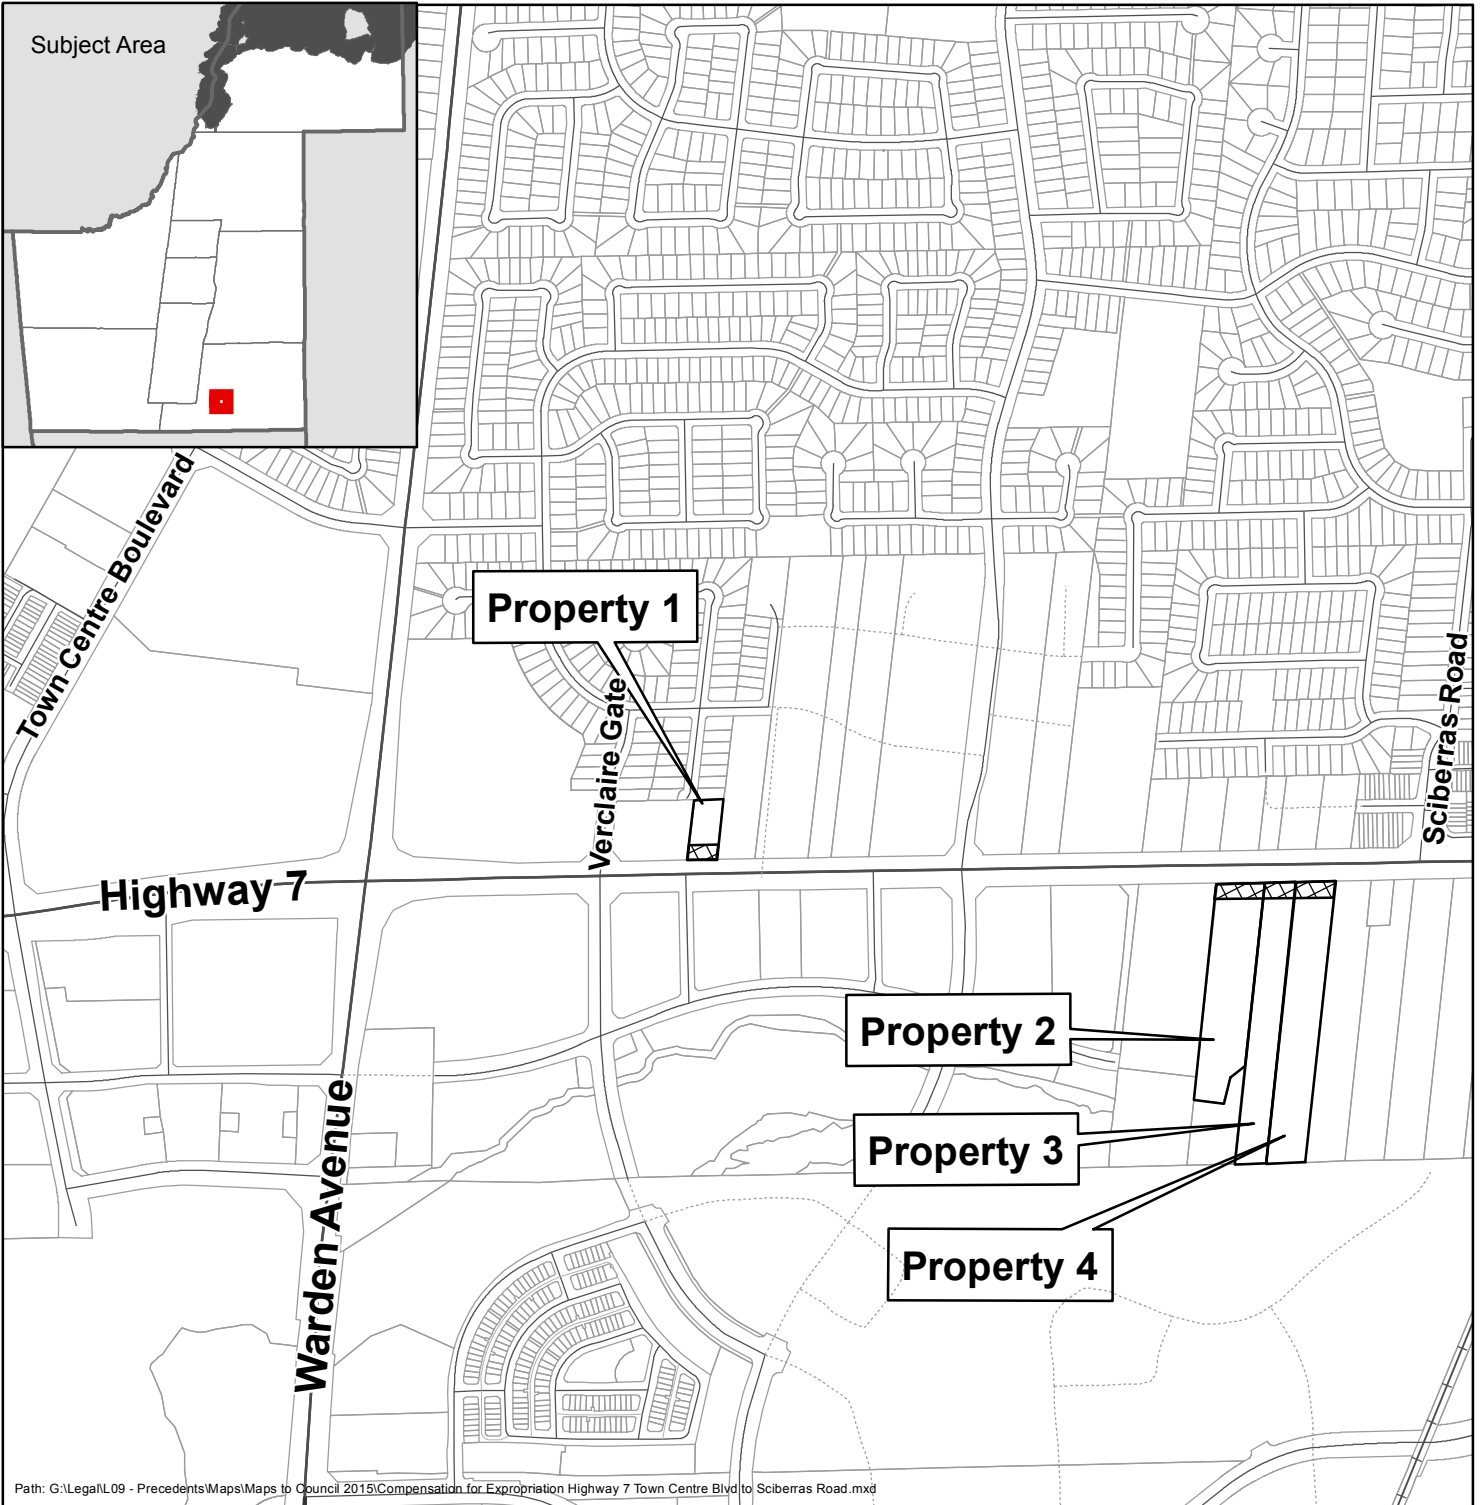 Subject Area
Town Centre Boulevard
Property 1
Verclaire Gate
Sciberras Road
Highway 7
Property 2
Warden Avenue
Property 3
Property 4
Path: G:\Legal\L09 - Precedents\Maps\Maps to Council 2015\Compensation for Expropriation Highway 7 Town Centre Blvd to Sciberras Road.mxd